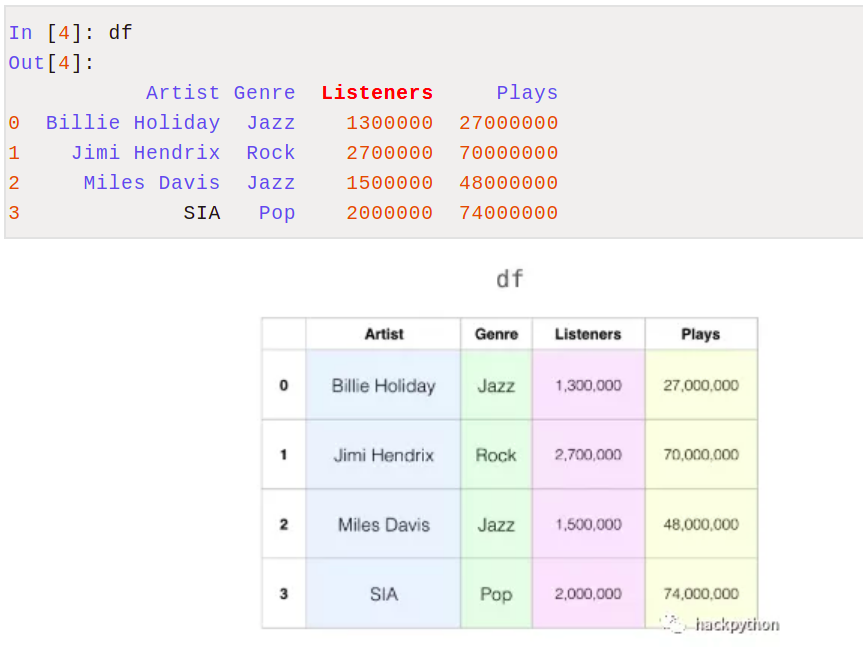 In [4]: df
Out[4]:
Artist Genre Listeners Plays
0 Billie Holiday Jazz 1300000 27000000
1 Jimi Hendrix Rock 2700000 70000000
2 Miles Davis Jazz 1500000 48000000
3 SIA Pop 2000000 74000000
df
Artist Genre Listeners Plays
0 Billie Holiday Jazz 1,300,000 27,000,000
1 Jimi Hendrix Rock 2,700,000 70,000,000
2 Miles Davis Jazz 1,500,000 48,000,000
3 SIA Pop 2,000,000 74,000,000
hackpython